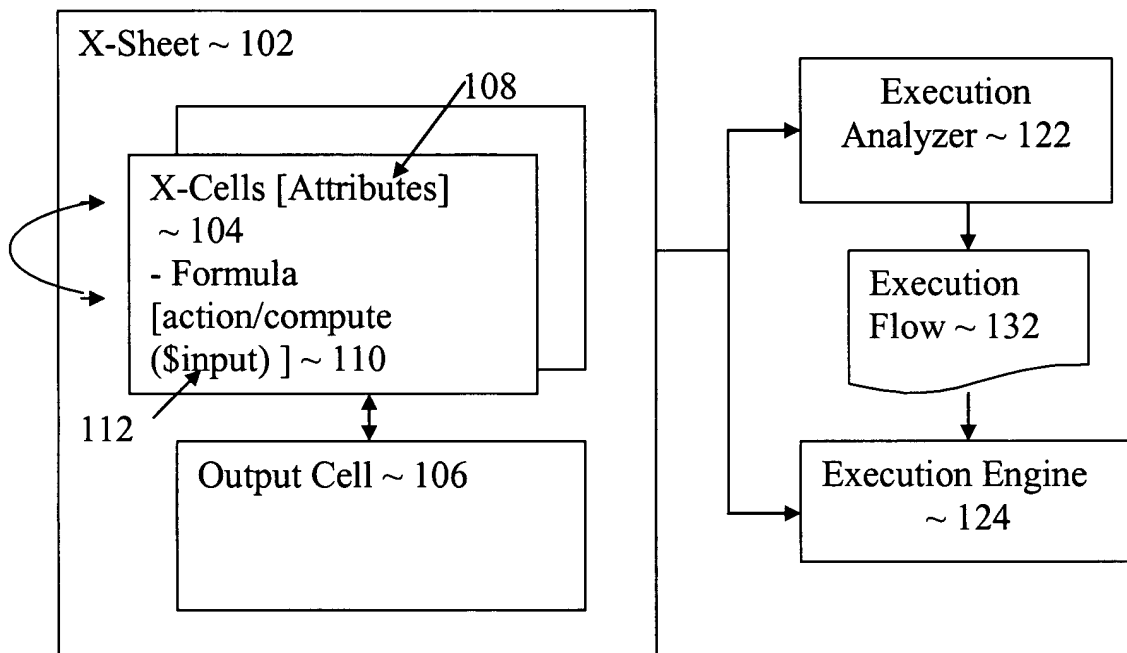 X-Sheet ~ 102
108
X-Cells [Attributes]
~ 104
- Formula
[action/compute
($input) ] ~ 110
112
Output Cell ~ 106
Execution
Analyzer ~ 122
Execution
Flow ~ 132
Execution Engine
~ 124